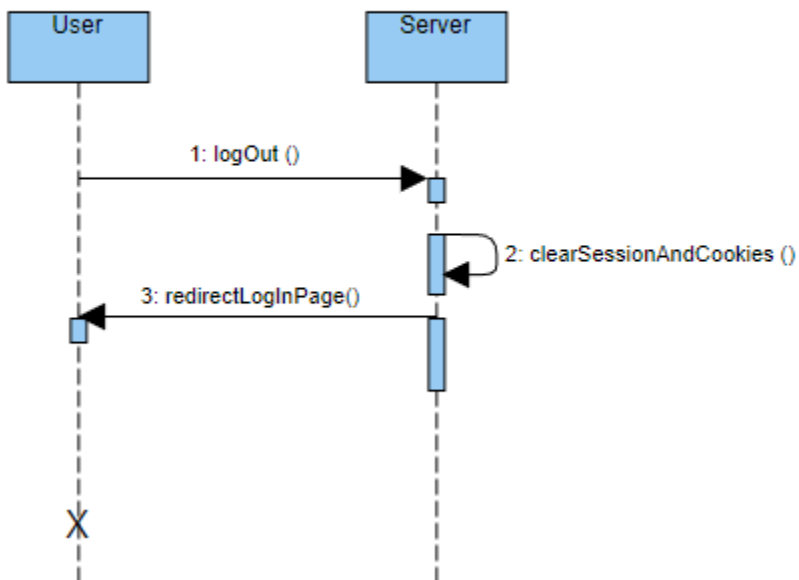 User
Server
1: logOut ()
2: clearSessionAndCookies ()
3: redirectLogInPage()
X